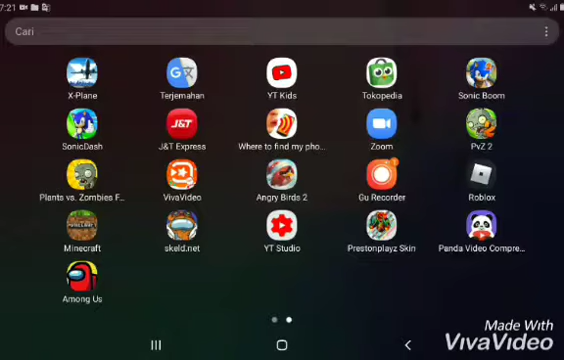 7:21
Cari
X-Plane
Terjemahan
YT Kids
Tokopedia
Sonic Boom
SonicDash
J&T Express
Where to find my pho...
Zoom
PvZ 2
Plants vs. Zombies F...
VivaVideo
Angry Birds 2
Gu Recorder
Roblox
Minecraft
skeld.net
YT Studio
Prestonplayz Skin
Panda Video Compre...
Among Us
Made With
VivaVideo